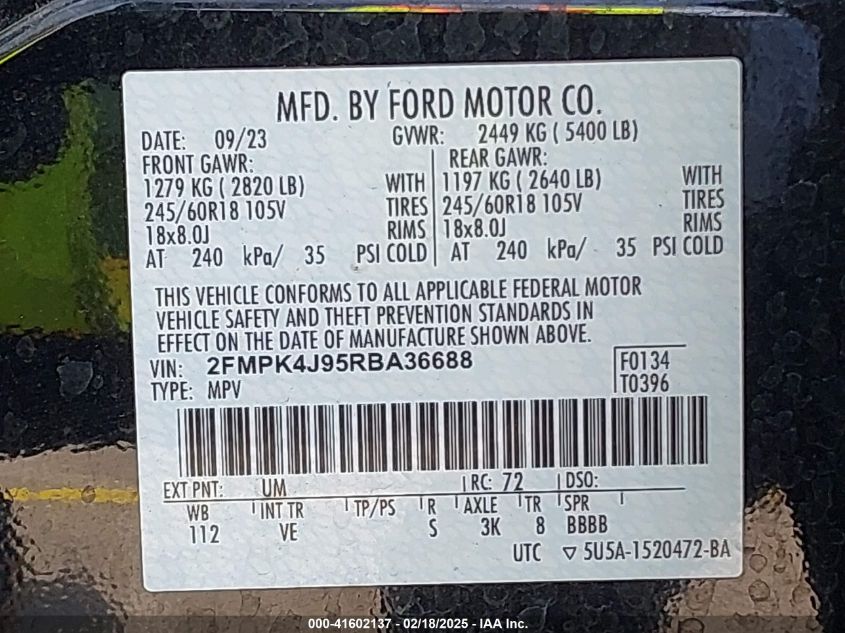 MFD. BY FORD MOTOR CO.
DATE: 09/23 GVWR: 2449 KG ( 5400 LB)
FRONT GAWR: REAR GAWR:
1279 KG ( 2820 LB) WITH 1197 KG ( 2640 LB) WITH
245/60R18 105V TIRES 245/60R18 105V TIRES
18x8.0J RIMS 18x8.0J RIMS
AT 240 kPa/ 35 PSI COLD AT 240 kPa/ 35 PSI COLD
THIS VEHICLE CONFORMS TO ALL APPLICABLE FEDERAL MOTOR
VEHICLE SAFETY AND THEFT PREVENTION STANDARDS IN
EFFECT ON THE DATE OF MANUFACTURE SHOWN ABOVE.
VIN: 2FMPK4J95RBA36688 F0134
TYPE: MPV T0396
EXT PNT: UM RC: 72 DSO:
WB INT TR TP/PS R AXLE TR SPR
112 VE S 3K 8 BBBB
UTC ▽ 5U5A-1520472-BA
000-41602137 - 02/18/2025 - IAA Inc.